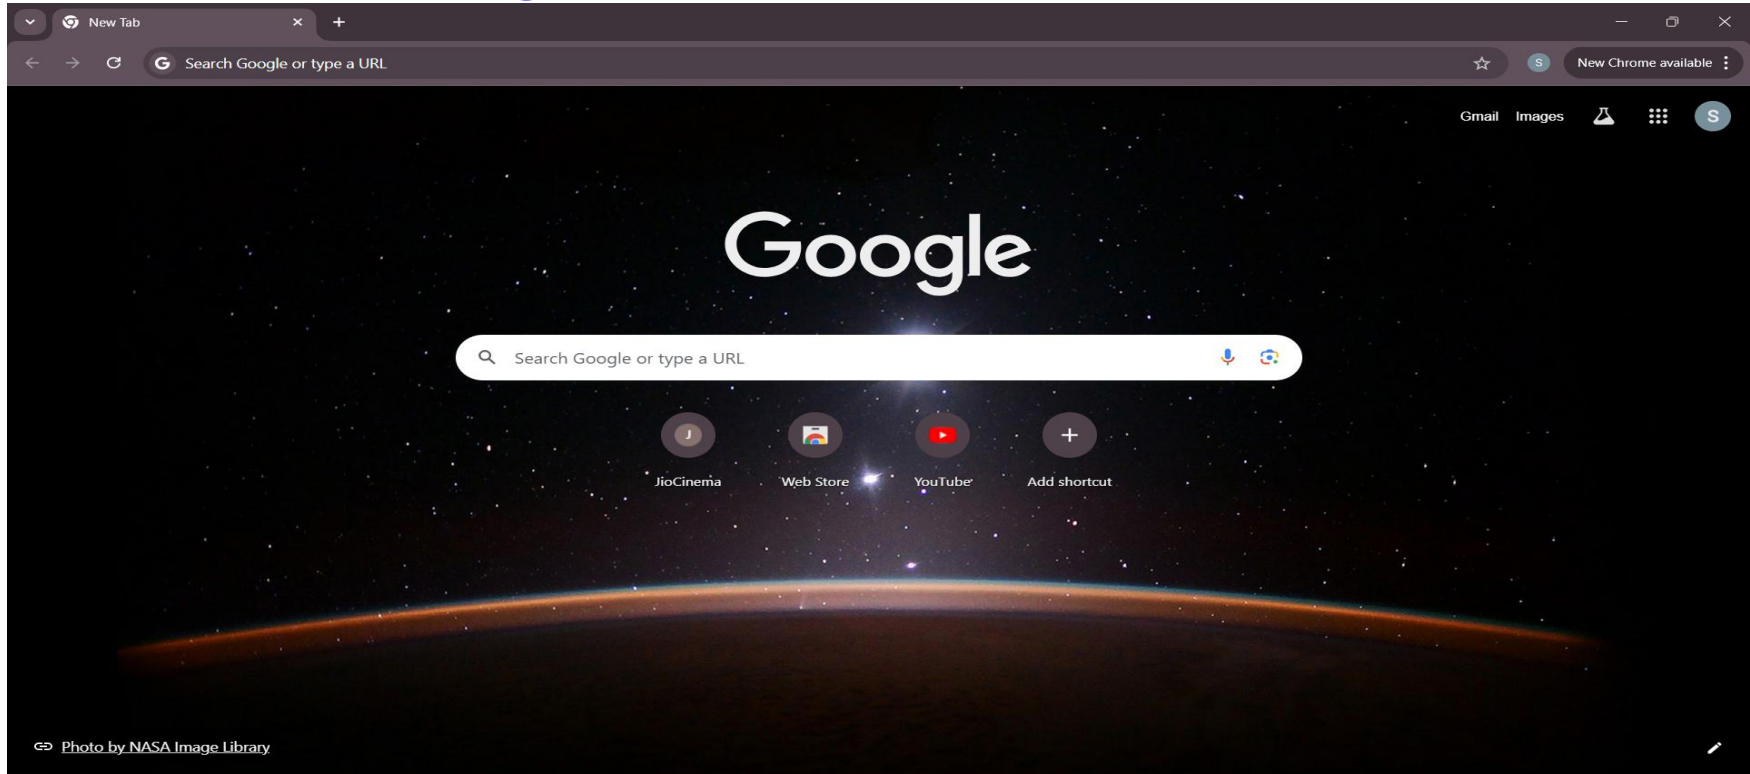 New Tab
Search Google or type a URL
S
New Chrome available
Gmail Images
S
Google
Search Google or type a URL
J
JioCinema
Web Store
YouTube
Add shortcut
Photo by NASA Image Library